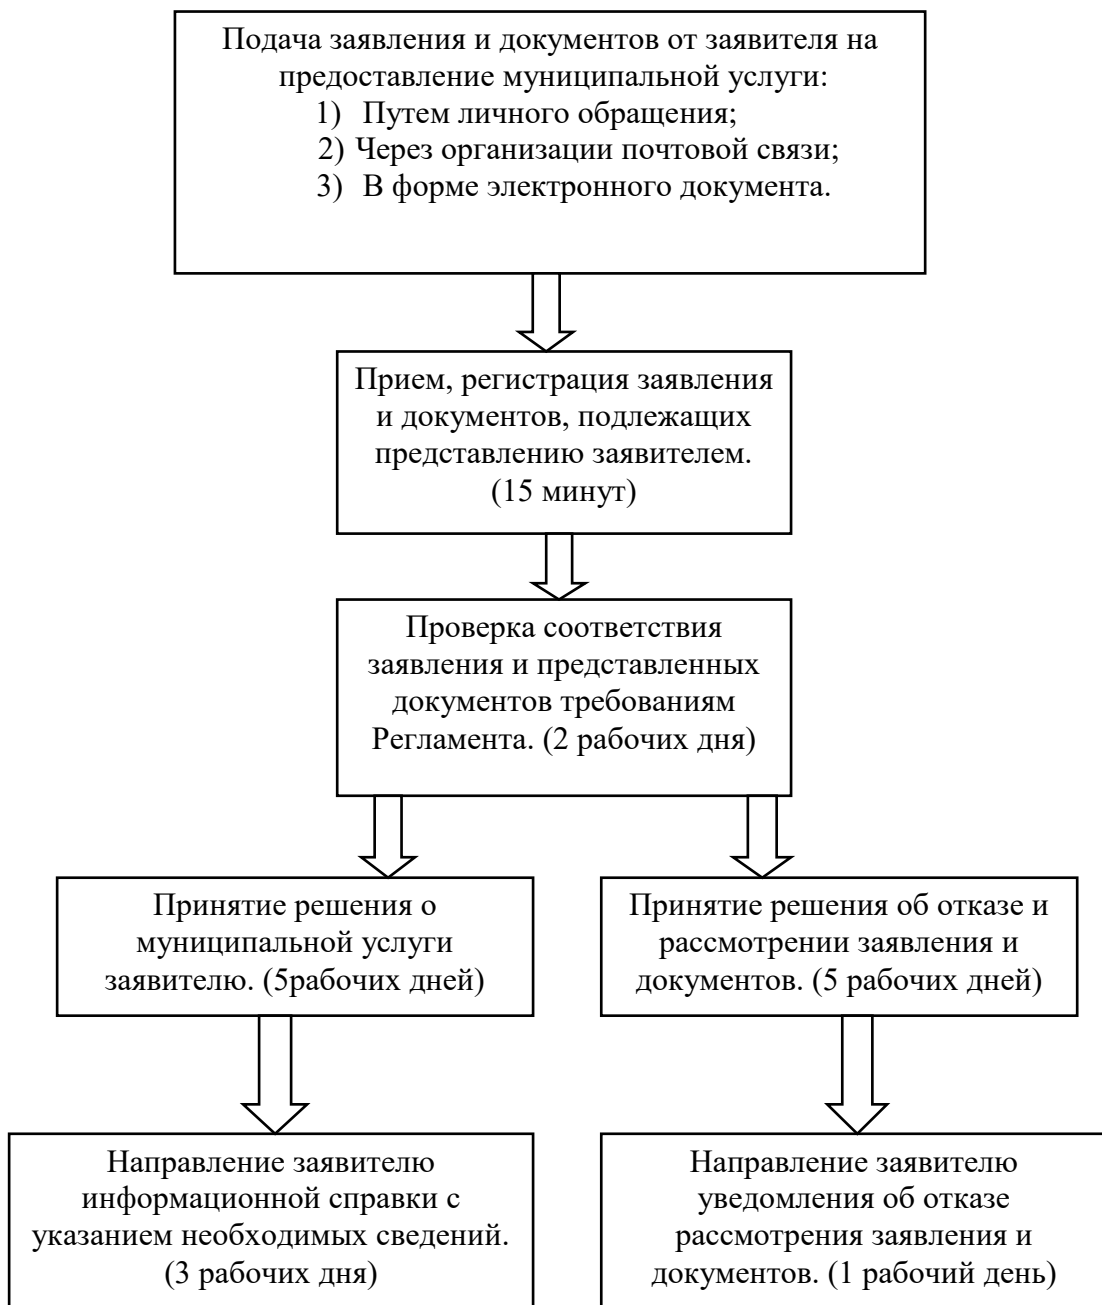 Подача заявления и документов от заявителя на
предоставление муниципальной услуги:
1) Путем личного обращения;
2) Через организации почтовой связи;
3) В форме электронного документа.
Прием, регистрация заявления
и документов, подлежащих
представлению заявителем.
(15 минут)
Проверка соответствия
заявления и представленных
документов требованиям
Регламента. (2 рабочих дня)
Принятие решения о
муниципальной услуги
заявителю. (5рабочих дней)
Принятие решения об отказе и
рассмотрении заявления и
документов. (5 рабочих дней)
Направление заявителю
информационной справки с
указанием необходимых сведений.
(3 рабочих дня)
Направление заявителю
уведомления об отказе
рассмотрения заявления и
документов. (1 рабочий день)